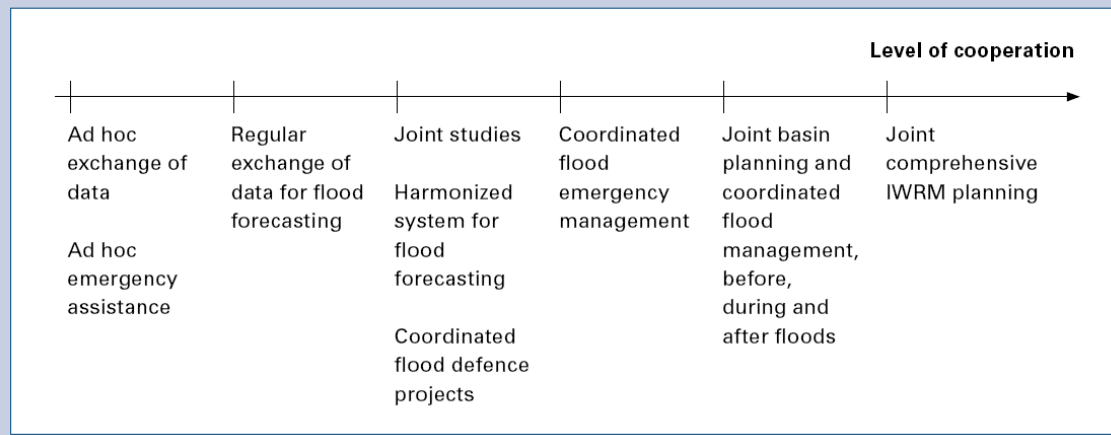 Level of cooperation
Ad hoc
exchange of
data
Ad hoc
emergency
assistance
Regular
exchange of
data for flood
forecasting
Joint studies
Harmonized
system for
flood
forecasting
Coordinated
flood defence
projects
Coordinated
flood
emergency
management
Joint basin
planning and
coordinated
flood
management,
before,
during and
after floods
Joint
comprehensive
IWRM planning